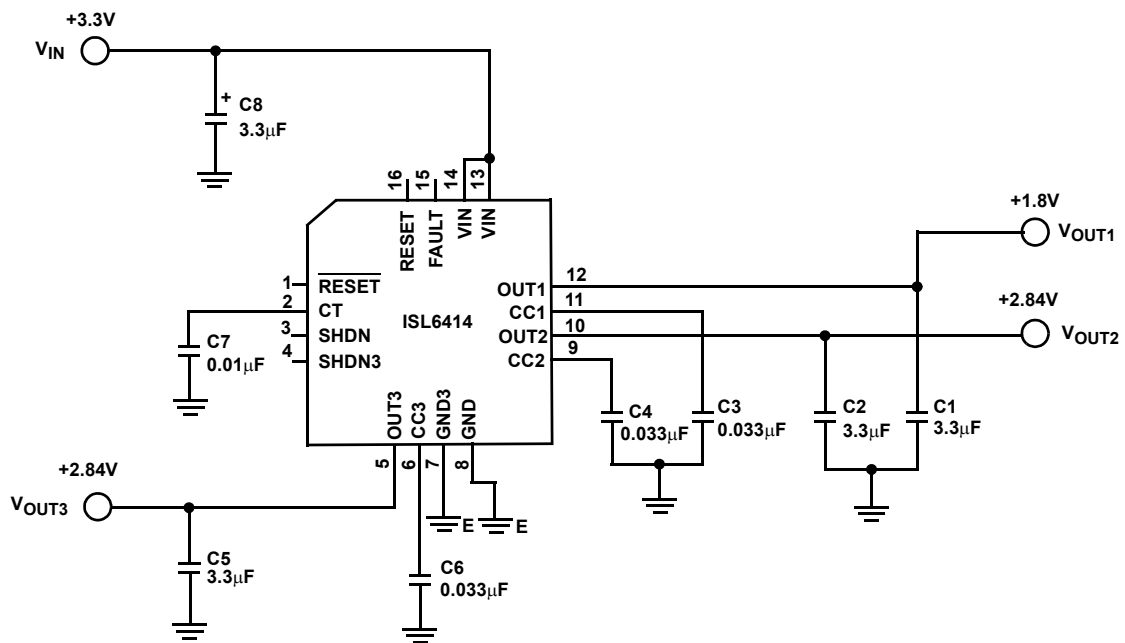 +3.3V
VIN
+
C8
3.3μF
16
15
14
13
RESET
FAULT
VIN
VIN
+1.8V
VOUT1
1
RESET
OUT1
12
2
CT
CC1
11
+2.84V
ISL6414
3
SHDN
OUT2
10
VOUT2
4
SHDN3
CC2
9
C7
0.01μF
OUT3
CC3
GND3
GND
5
6
7
8
C4
0.033μF
C3
0.033μF
C2
3.3μF
C1
3.3μF
+2.84V
VOUT3
E
E
C5
3.3μF
C6
0.033μF